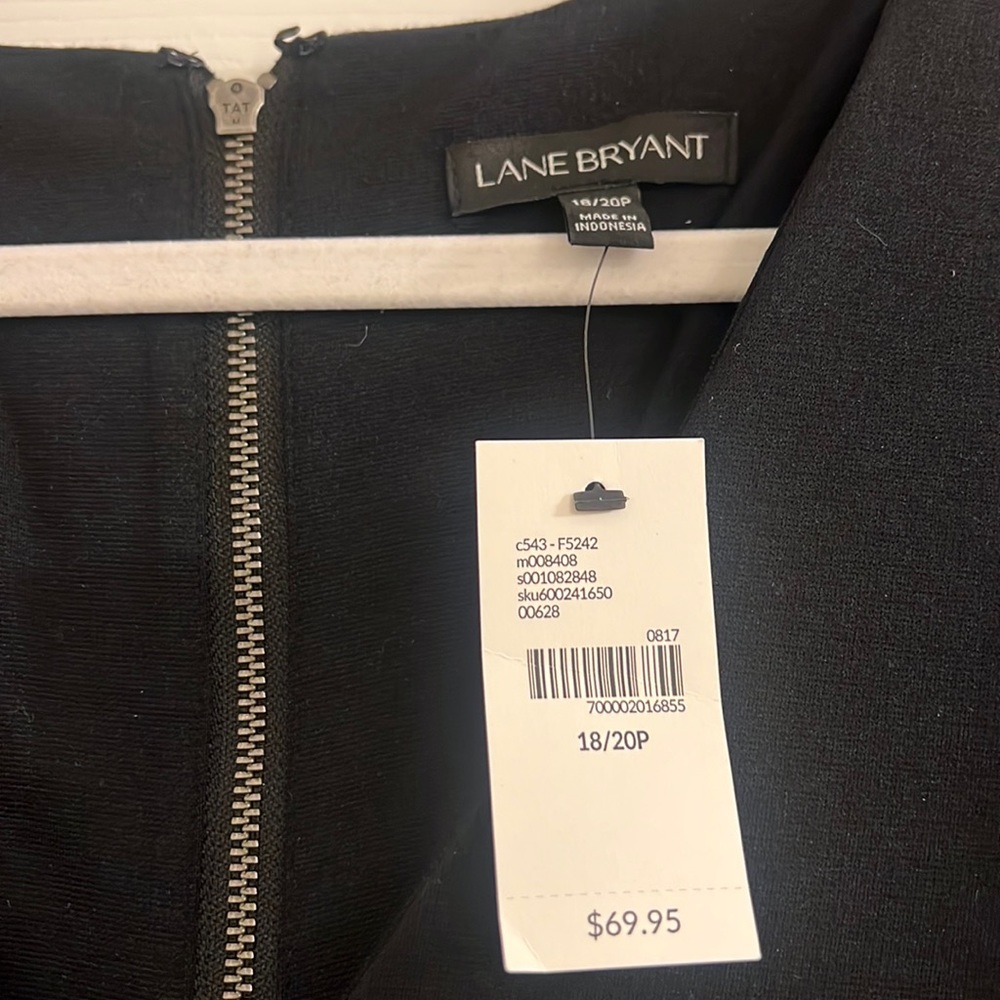 TAT
LANE BRYANT
18/20P
MADE IN
INDONESIA
c543 - F5242
m008408
s001082848
sku600241650
00628
0817
700002016855
18/20P
$69.95